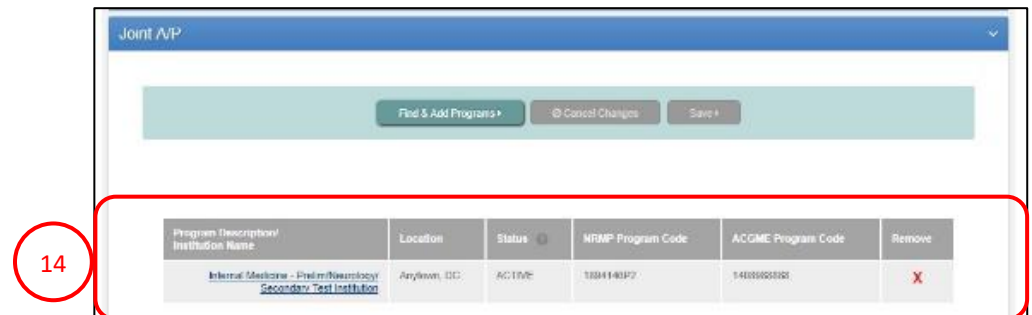 Joint A/P
Find & Add Programs
Cancel Changes
Save
14
Program Description/
Institution Name
Location
Status
NRMP Program Code
ACGME Program Code
Remove
Internal Medicine - Prelim/Neurology/
Secondary Test Institution
Anytown, DC
ACTIVE
X